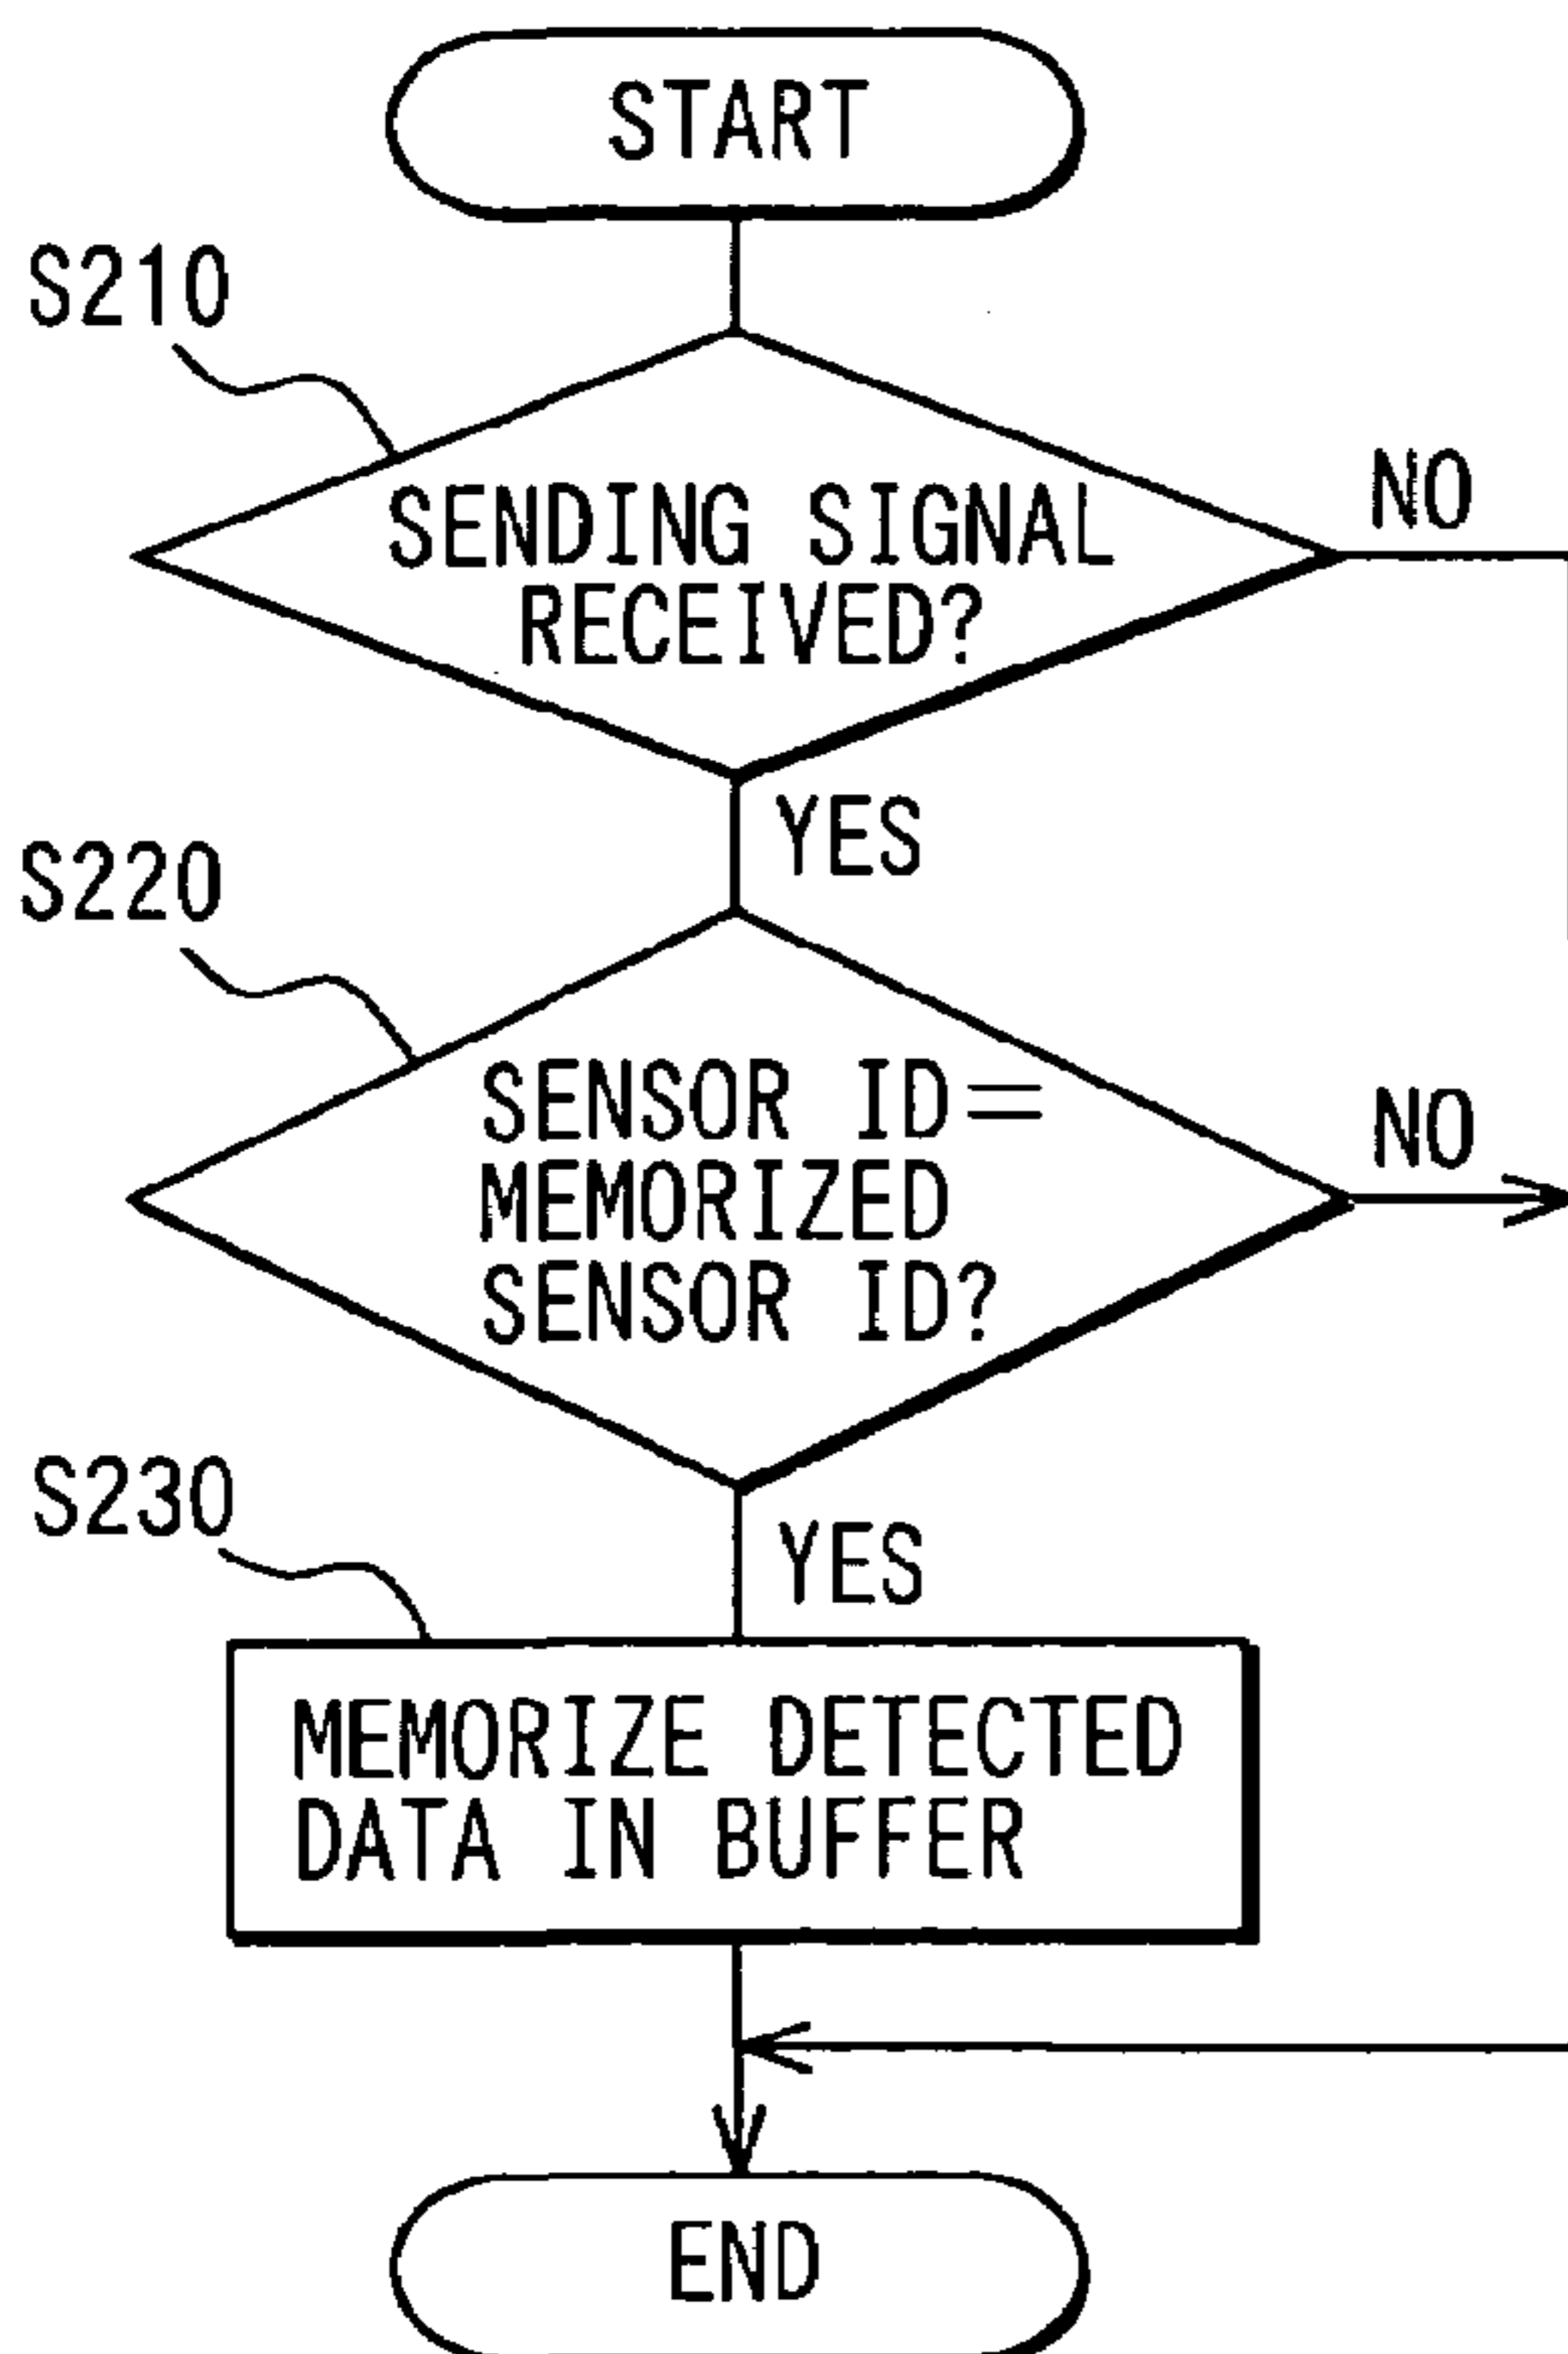 START
S210
SENDING SIGNAL
RECEIVED?
NO
YES
S220
SENSOR ID=
MEMORIZED
SENSOR ID?
NO
S230
YES
MEMORIZE DETECTED
DATA IN BUFFER
END